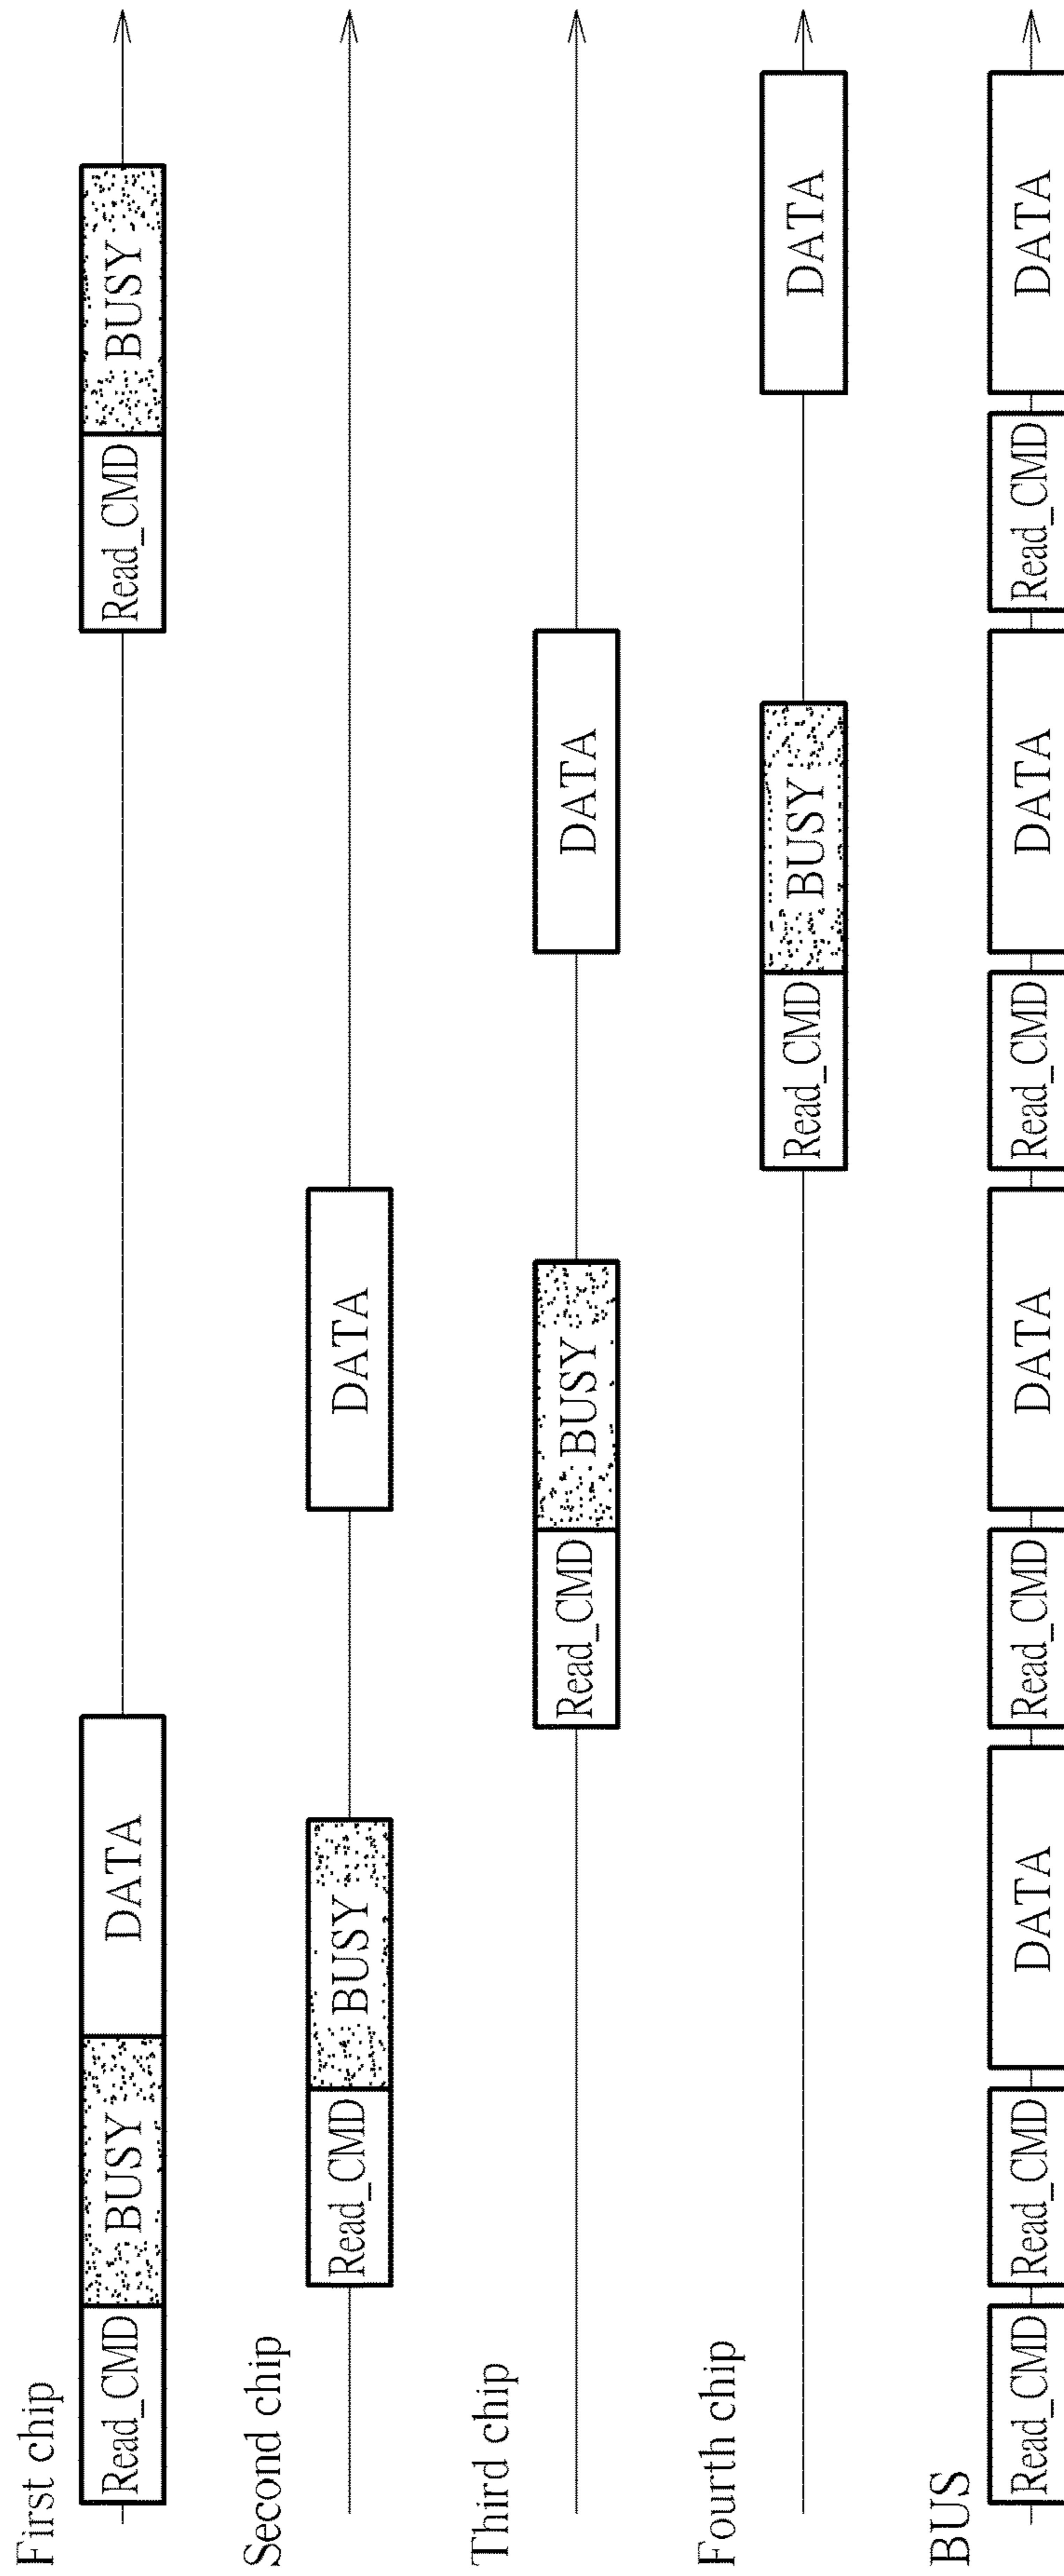 First chip
Read_CMD
BUSY
DATA
Read_CMD
BUSY
Second chip
Read_CMD
BUSY
DATA
Third chip
Read_CMD
BUSY
DATA
Fourth chip
Read_CMD
BUSY
DATA
BUS
Read_CMD
Read_CMD
DATA
Read_CMD
DATA
Read_CMD
DATA
Read_CMD
DATA